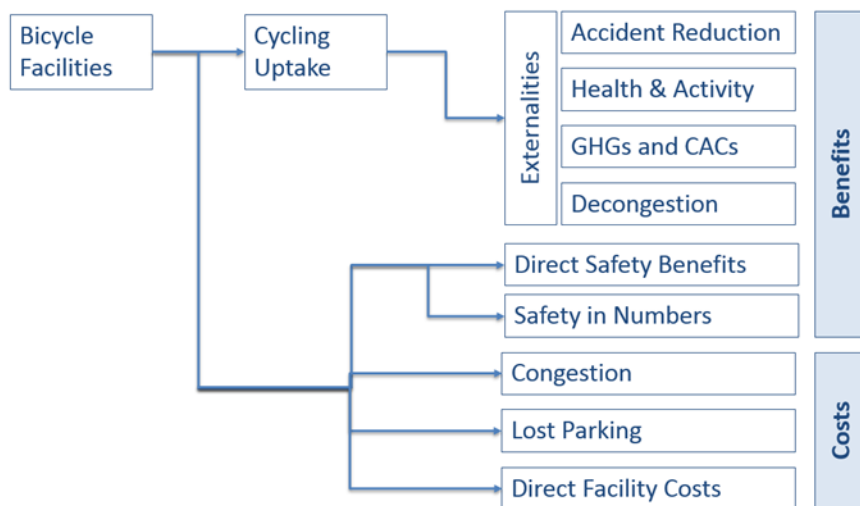 Bicycle
Facilities
Cycling
Uptake
Externalities
Accident Reduction
Health & Activity
GHGs and CACs
Decongestion
Direct Safety Benefits
Safety in Numbers
Benefits
Congestion
Lost Parking
Direct Facility Costs
Costs